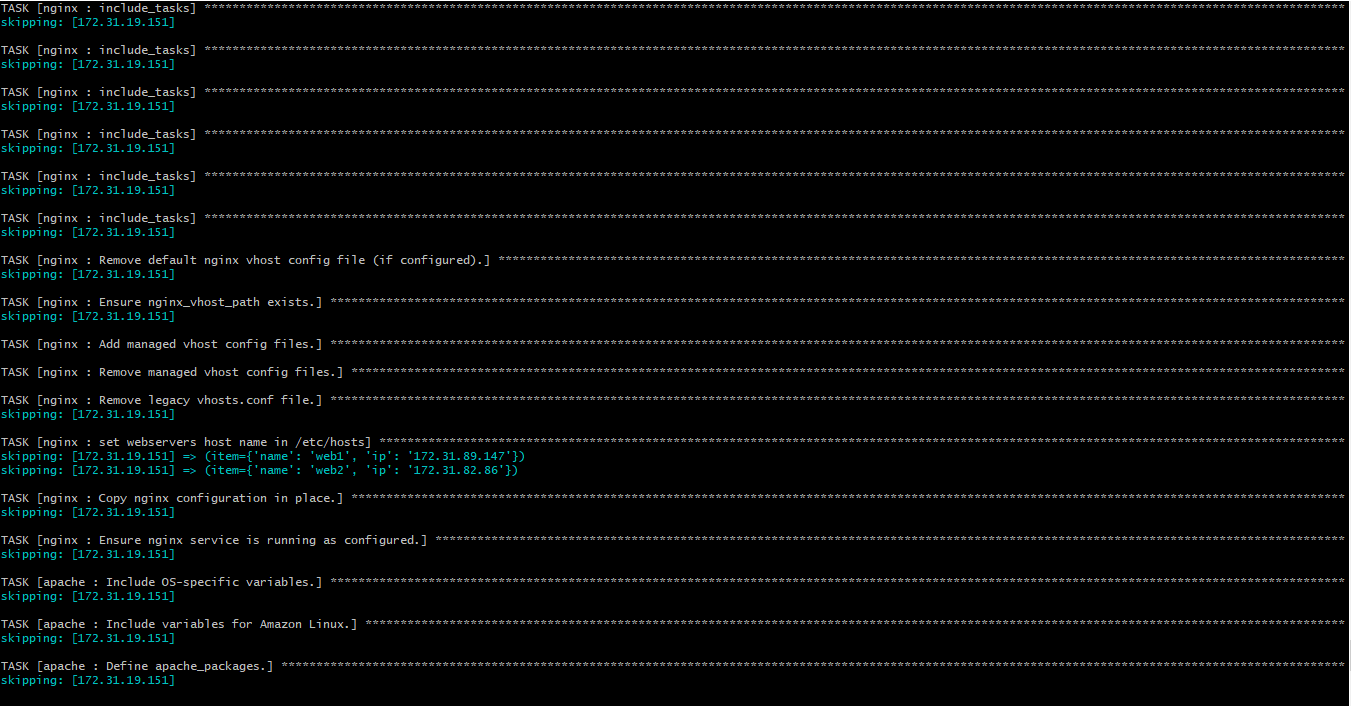 TASK [nginx : include_tasks] ***************************************************************************************************************************************************************
skipping: [172.31.19.151]
TASK [nginx : include_tasks] ***************************************************************************************************************************************************************
skipping: [172.31.19.151]
TASK [nginx : include_tasks] ***************************************************************************************************************************************************************
skipping: [172.31.19.151]
TASK [nginx : include_tasks] ***************************************************************************************************************************************************************
skipping: [172.31.19.151]
TASK [nginx : include_tasks] ***************************************************************************************************************************************************************
skipping: [172.31.19.151]
TASK [nginx : include_tasks] ***************************************************************************************************************************************************************
skipping: [172.31.19.151]
TASK [nginx : Remove default nginx vhost config file (if configured).] *************************************************************************************************************************
skipping: [172.31.19.151]
TASK [nginx : Ensure nginx_vhost_path exists.] *************************************************************************************************************************************************
skipping: [172.31.19.151]
TASK [nginx : Add managed vhost config files.] *************************************************************************************************************************************************
TASK [nginx : Remove managed vhost config files.] **********************************************************************************************************************************************
TASK [nginx : Remove legacy vhosts.conf file.] *************************************************************************************************************************************************
skipping: [172.31.19.151]
TASK [nginx : set webservers host name in /etc/hosts] ******************************************************************************************************************************************
skipping: [172.31.19.151] => (item={'name': 'web1', 'ip': '172.31.89.147'})
skipping: [172.31.19.151] => (item={'name': 'web2', 'ip': '172.31.82.86'})
TASK [nginx : Copy nginx configuration in place.] **********************************************************************************************************************************************
skipping: [172.31.19.151]
TASK [nginx : Ensure nginx service is running as configured.] **********************************************************************************************************************************
skipping: [172.31.19.151]
TASK [apache : Include OS-specific variables.] *************************************************************************************************************************************************
skipping: [172.31.19.151]
TASK [apache : Include variables for Amazon Linux.] ********************************************************************************************************************************************
skipping: [172.31.19.151]
TASK [apache : Define apache_packages.] ********************************************************************************************************************************************************
skipping: [172.31.19.151]